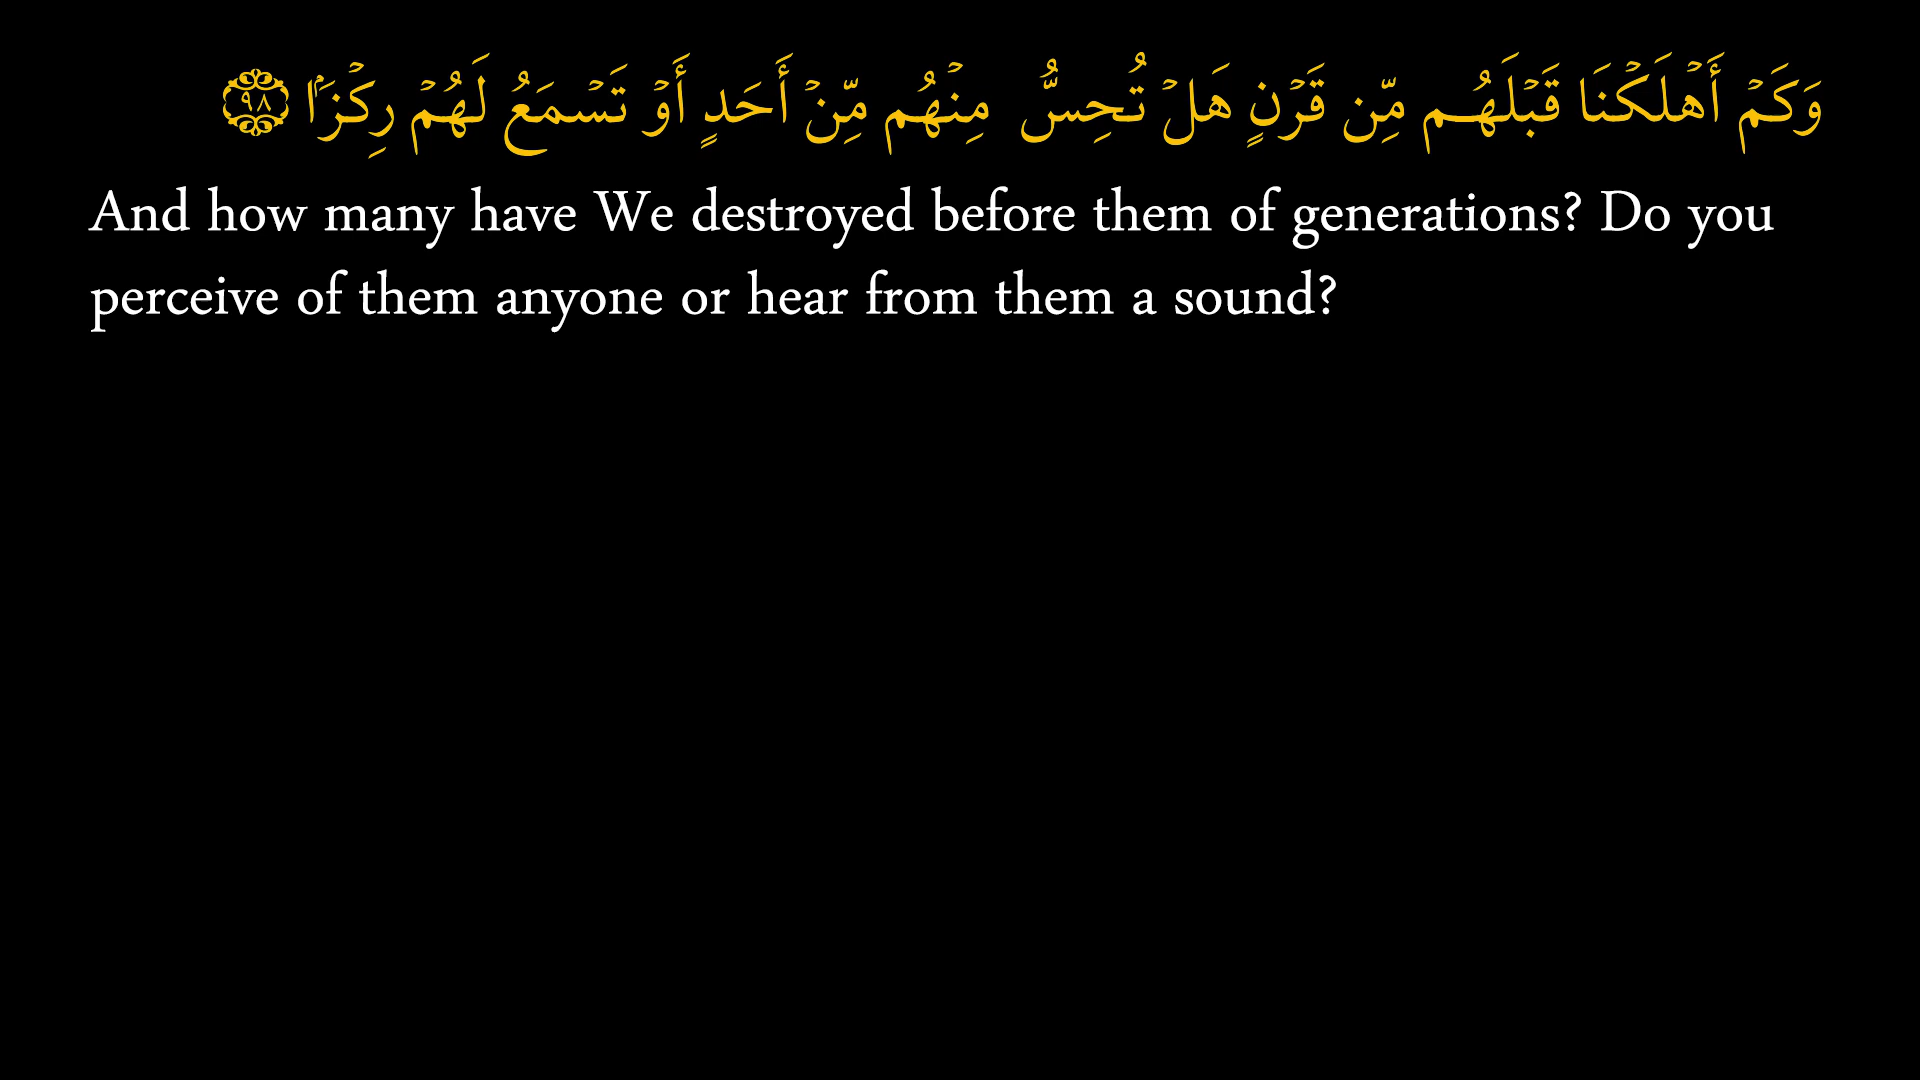 وَكَمۡ أَهۡلَكۡنَا قَبۡلَهُم مِّن قَرۡنٍ هَلۡ تُحِسُّ مِنۡهُم مِّنۡ أَحَدٍ أَوۡ تَسۡمَعُ لَهُمۡ رِكۡزَۢا ٩٨
And how many have We destroyed before them of generations? Do you
perceive of them anyone or hear from them a sound?